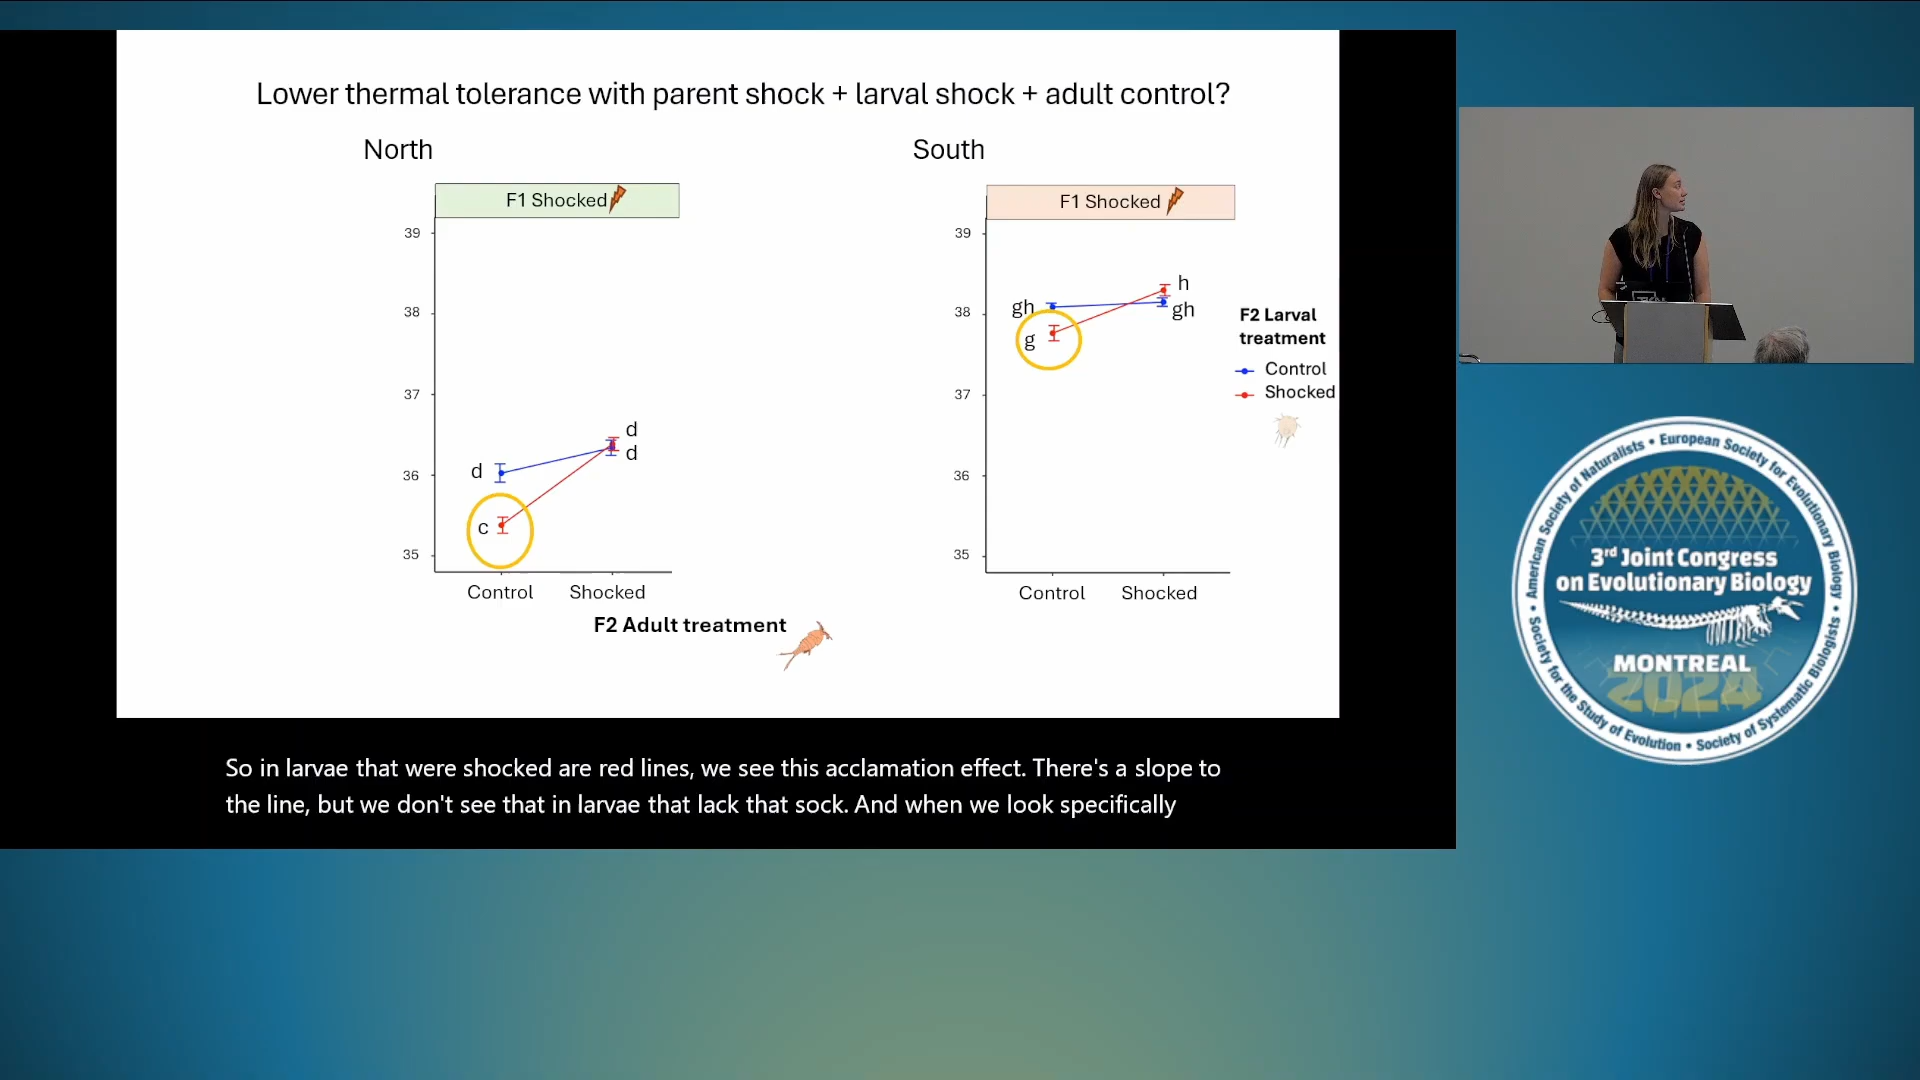 Lower thermal tolerance with parent shock + larval shock + adult control?
North
South
F1 Shocked
F1 Shocked
39
38
37
36
35
d
c
d
d
Control
Shocked
39
38
37
36
35
gh
g
h
gh
Control
Shocked
F2 Adult treatment
F2 Larval
treatment
Control
Shocked
So in larvae that were shocked are red lines, we see this acclamation effect. There's a slope to
the line, but we don't see that in larvae that lack that sock. And when we look specifically
American Society of Naturalists • European Society for Evolutionary Biology •
Society for the Study of Evolution • Society of Systematic Biologists •
3rd Joint Congress
on Evolutionary Biology
MONTREAL
2024